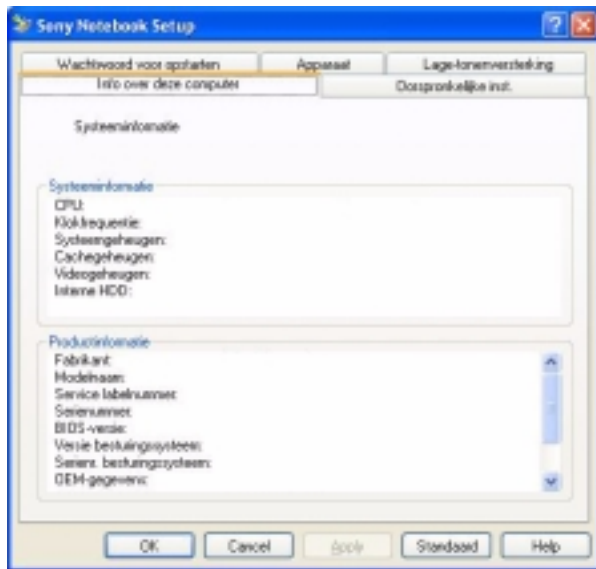 Sony Notebook Setup
Wachtwoord voor opstarten
Apparaat
Lage-tonenversterking
Info over deze computer
Oorspronkelijke inst.
Systeeminformatie
Systeeminformatie
CPU:
Klokfrequentie:
Systeemgeheugen:
Cachegeheugen:
Videogeheugen:
Interne HDD:
Productinformatie
Fabrikant:
Modelnaam:
Service labelnummer:
Serienummer:
BIOS-versie:
Versie besturingssysteem:
Serienr. besturingssysteem:
OEM-gegevens:
OK
Cancel
Apply
Standaard
Help